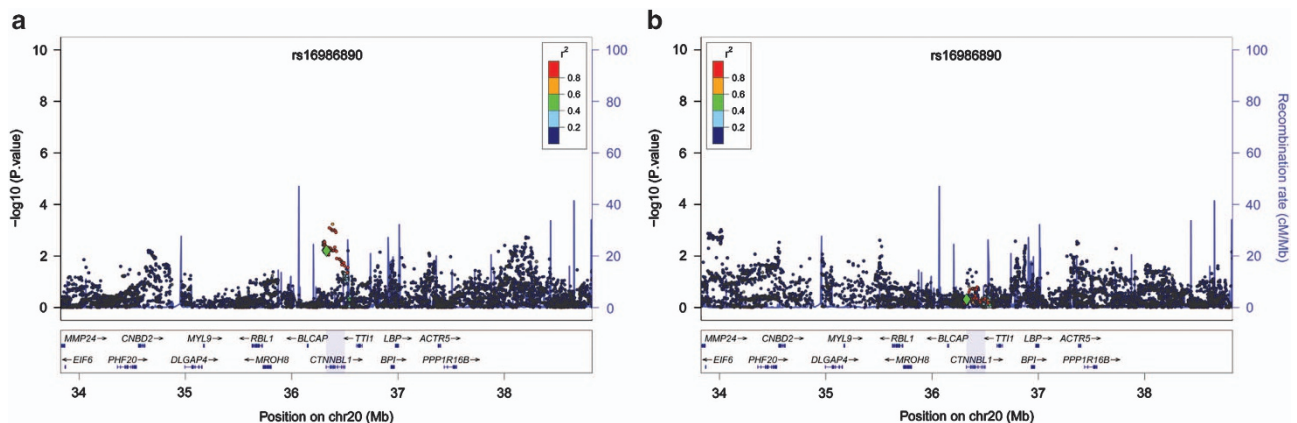 a
rs16986890
r²
0.8
0.6
0.4
0.2
10
8
6
4
2
0
−log10 (P.value)
100
80
60
40
20
0
MMP24→ CNBD2→ MYL9→ ←RBL1 ←BLCAP ←TTI1 LBP→ ACTR5→
←EIF6 PHF20→ DLGAP4→ ←MROH8 CTNNBL1→ BPI→ PPP1R16B→
34 35 36 37 38
Position on chr20 (Mb)
b
rs16986890
r²
0.8
0.6
0.4
0.2
10
8
6
4
2
0
−log10 (P.value)
100
80
60
40
20
0
Recombination rate (cM/Mb)
MMP24→ CNBD2→ MYL9→ ←RBL1 ←BLCAP ←TTI1 LBP→ ACTR5→
←EIF6 PHF20→ DLGAP4→ ←MROH8 CTNNBL1→ BPI→ PPP1R16B→
34 35 36 37 38
Position on chr20 (Mb)